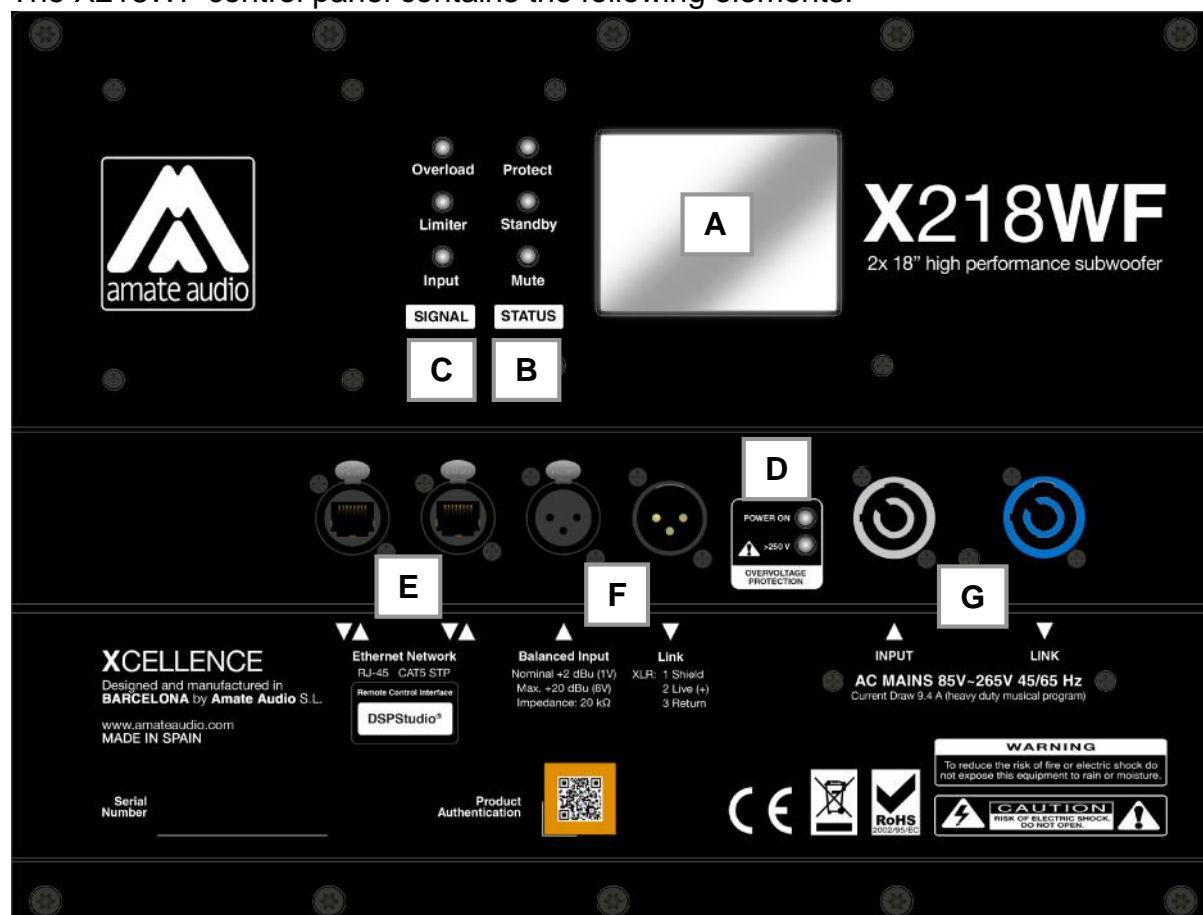 The X218WF control panel contains the following elements:
Overload
Protect
Limiter
Standby
Input
Mute
SIGNAL
STATUS
C
B
A
amate audio
X218WF
2x 18" high performance subwoofer
D
POWER ON
>250 V
OVERVOLTAGE
PROTECTION
E
F
G
XCELLENCE
Designed and manufactured in
BARCELONA by Amate Audio S.L.
www.amateaudio.com
MADE IN SPAIN
Ethernet Network
RJ-45 CAT5 STP
Remote Control Interface
DSPStudio®
Balanced Input
Nominal +2 dBu (1V)
Max. +20 dBu (8V)
Impedance: 20 kΩ
Link
XLR: 1 Shield
2 Live (+)
3 Return
INPUT
LINK
AC MAINS 85V~265V 45/65 Hz
Current Draw 9.4 A (heavy duty musical program)
WARNING
To reduce the risk of fire or electric shock do
not expose this equipment to rain or moisture.
CAUTION
RISK OF ELECTRIC SHOCK.
DO NOT OPEN.
CE
RoHS
2002/95/EC
Serial
Number
Product
Authentication